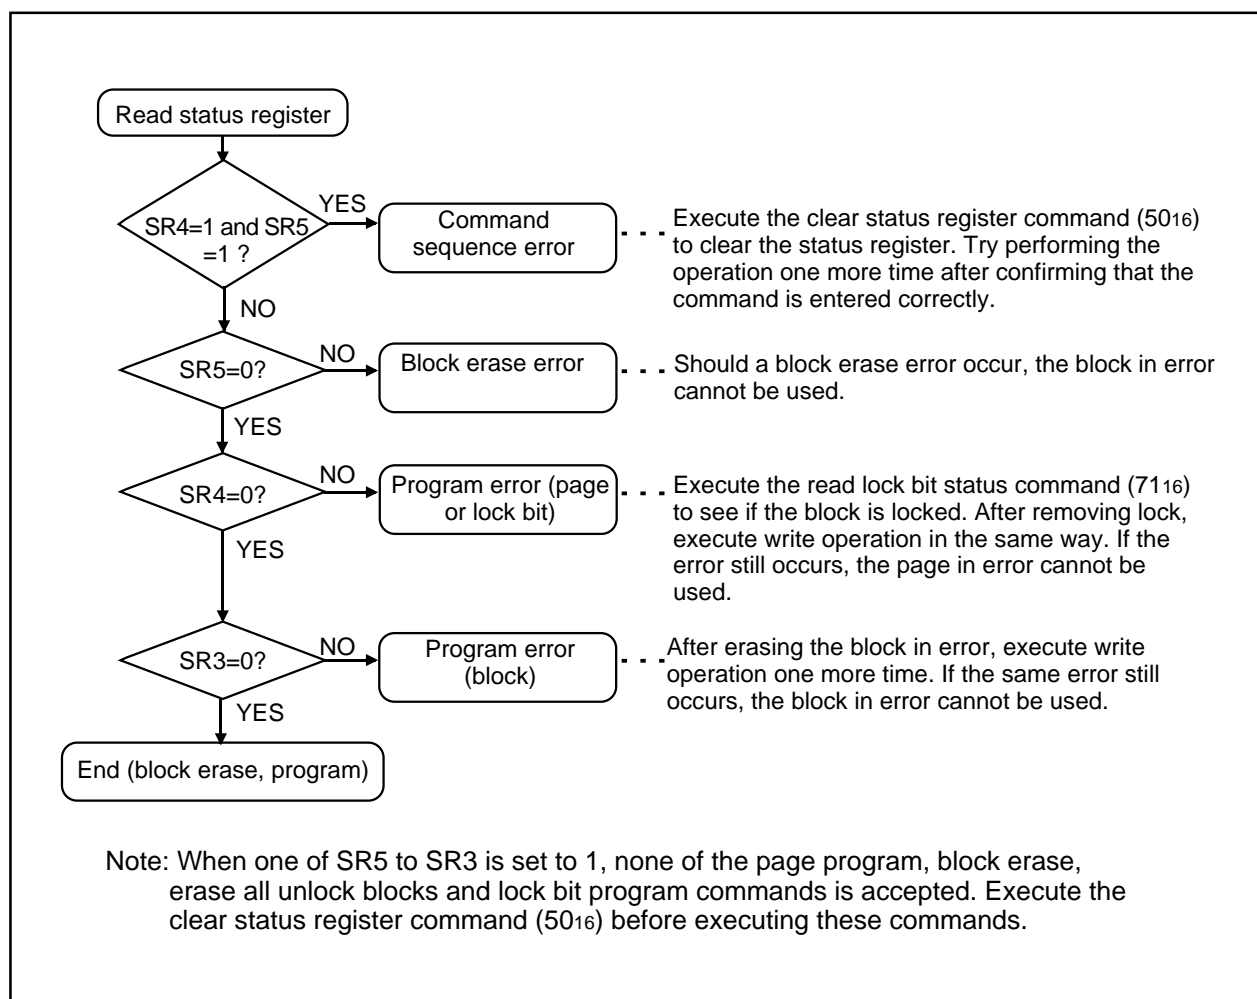 Read status register
SR4=1 and SR5
=1 ?
YES
Command
sequence error
Execute the clear status register command (5016)
to clear the status register. Try performing the
operation one more time after confirming that the
command is entered correctly.
NO
SR5=0?
NO
Block erase error
Should a block erase error occur, the block in error
cannot be used.
YES
SR4=0?
NO
Program error (page
or lock bit)
Execute the read lock bit status command (7116)
to see if the block is locked. After removing lock,
execute write operation in the same way. If the
error still occurs, the page in error cannot be
used.
YES
SR3=0?
NO
Program error
(block)
After erasing the block in error, execute write
operation one more time. If the same error still
occurs, the block in error cannot be used.
YES
End (block erase, program)
Note: When one of SR5 to SR3 is set to 1, none of the page program, block erase,
erase all unlock blocks and lock bit program commands is accepted. Execute the
clear status register command (5016) before executing these commands.